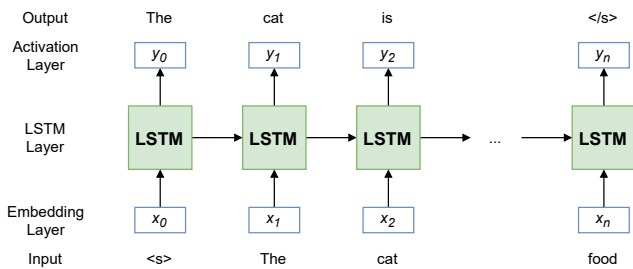 Output The cat is </s>
Activation Layer y0 y1 y2 yn
LSTM Layer LSTM LSTM LSTM ... LSTM
Embedding Layer x0 x1 x2 xn
Input <s> The cat food